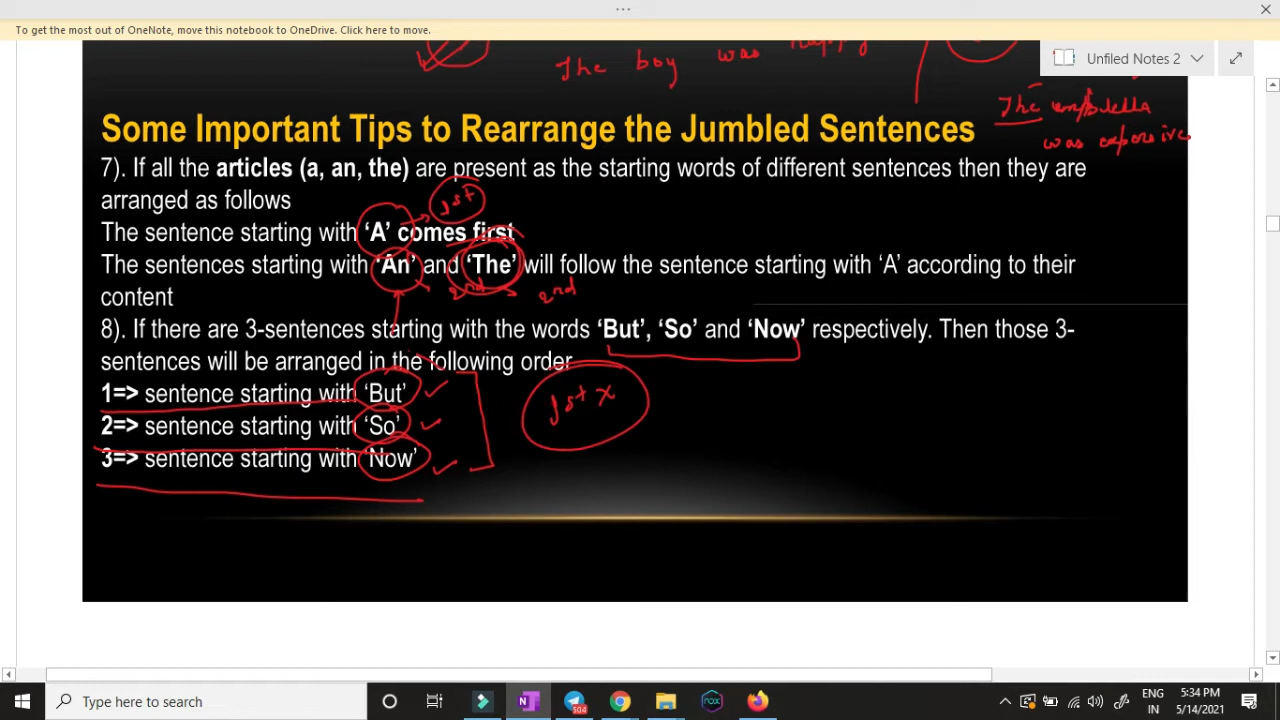 To get the most out of OneNote, move this notebook to OneDrive. Click here to move.
Unfiled Notes 2
The boy was happy
The umbrella
was expensive
Some Important Tips to Rearrange the Jumbled Sentences
7). If all the articles (a, an, the) are present as the starting words of different sentences then they are
arranged as follows
1st
The sentence starting with ‘A’ comes first
The sentences starting with ‘An’ and ‘The’ will follow the sentence starting with ‘A’ according to their
2nd 2nd
content
8). If there are 3-sentences starting with the words ‘But’, ‘So’ and ‘Now’ respectively. Then those 3-
sentences will be arranged in the following order
1=> sentence starting with ‘But’
1st x
2=> sentence starting with ‘So’
3=> sentence starting with ‘Now’
Type here to search
504
nox
ENG
IN
5:34 PM
5/14/2021